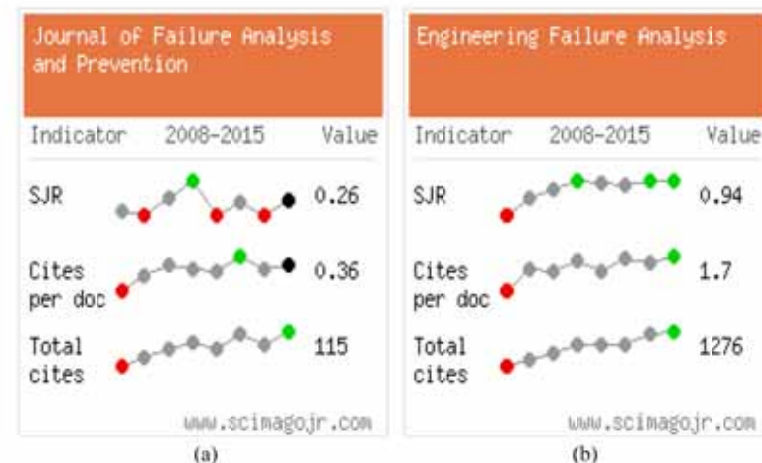 Journal of Failure Analysis
and Prevention
Indicator 2008-2015 Value
SJR 0.26
Cites
per doc 0.36
Total
cites 115
www.scimagojr.com
(a)
Engineering Failure Analysis
Indicator 2008-2015 Value
SJR 0.94
Cites
per doc 1.7
Total
cites 1276
www.scimagojr.com
(b)